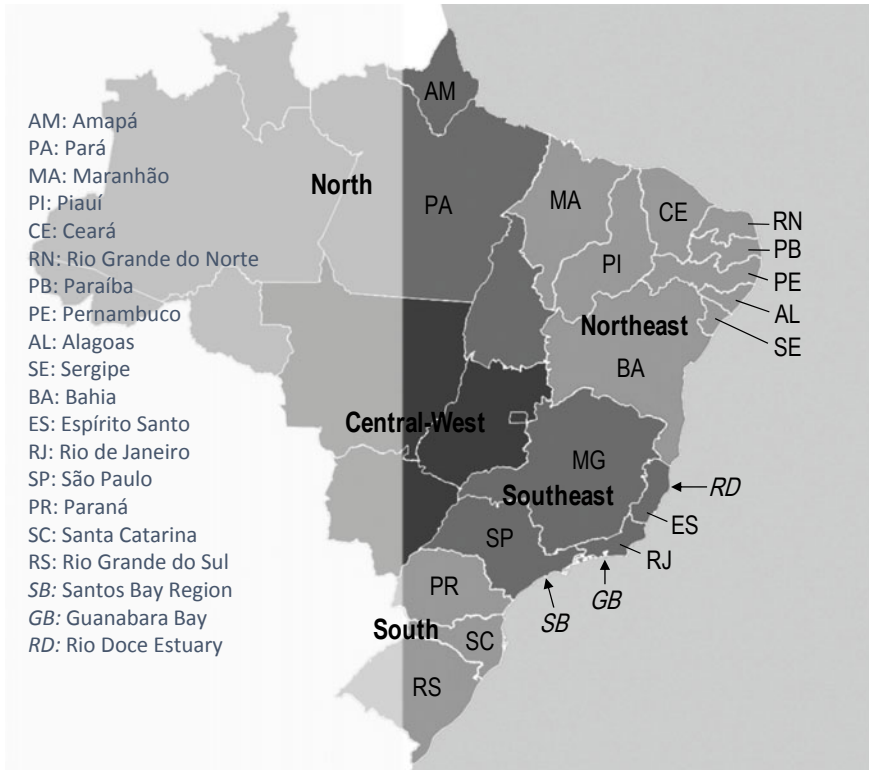 AM: Amapá
PA: Pará
MA: Maranhão
PI: Piauí
CE: Ceará
RN: Rio Grande do Norte
PB: Paraíba
PE: Pernambuco
AL: Alagoas
SE: Sergipe
BA: Bahia
ES: Espírito Santo
RJ: Rio de Janeiro
SP: São Paulo
PR: Paraná
SC: Santa Catarina
RS: Rio Grande do Sul
SB: Santos Bay Region
GB: Guanabara Bay
RD: Rio Doce Estuary
AM
North
PA
MA
CE
RN
PB
PI
PE
AL
Northeast
SE
BA
Central-West
MG
Southeast
RD
ES
SP
RJ
PR
GB
SB
South
SC
RS